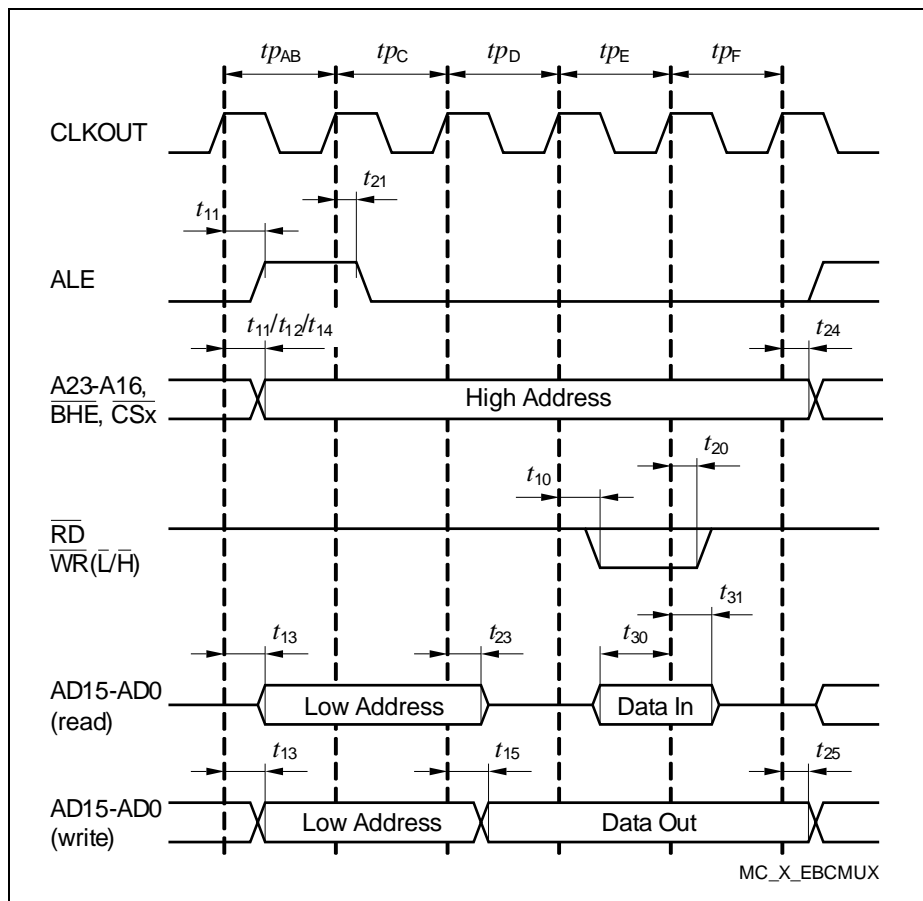 tpAB tpC tpD tpE tpF
CLKOUT
t21
t11
ALE
t11/t12/t14
t24
A23-A16,
BHE, CSx
High Address
t20
t10
RD
WR(L/H)
t31
t13 t23 t30
AD15-AD0
(read)
Low Address Data In
t13 t15 t25
AD15-AD0
(write)
Low Address Data Out
MC_X_EBCMUX